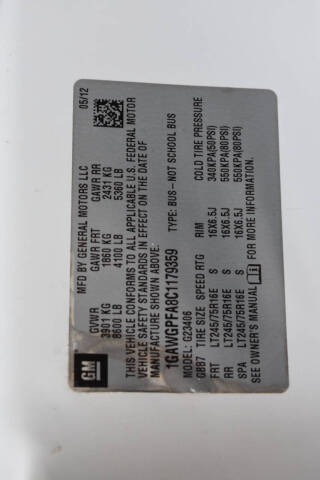 GM
MFD BY GENERAL MOTORS LLC
05/12
GVWR GAWR FRT GAWR RR
3901 KG 1860 KG 2431 KG
8600 LB 4100 LB 5360 LB
THIS VEHICLE CONFORMS TO ALL APPLICABLE U.S. FEDERAL MOTOR
VEHICLE SAFETY STANDARDS IN EFFECT ON THE DATE OF
MANUFACTURE SHOWN ABOVE.
1GAWGPFA8C1179359 TYPE: BUS - NOT SCHOOL BUS
MODEL: G23406
GBB7 TIRE SIZE SPEED RTG RIM COLD TIRE PRESSURE
FRT LT245/75R16E S 16X6.5J 340KPA(50PSI)
RR LT245/75R16E S 16X6.5J 550KPA(80PSI)
SPA LT245/75R16E S 16X6.5J 550KPA(80PSI)
SEE OWNER'S MANUAL FOR MORE INFORMATION.